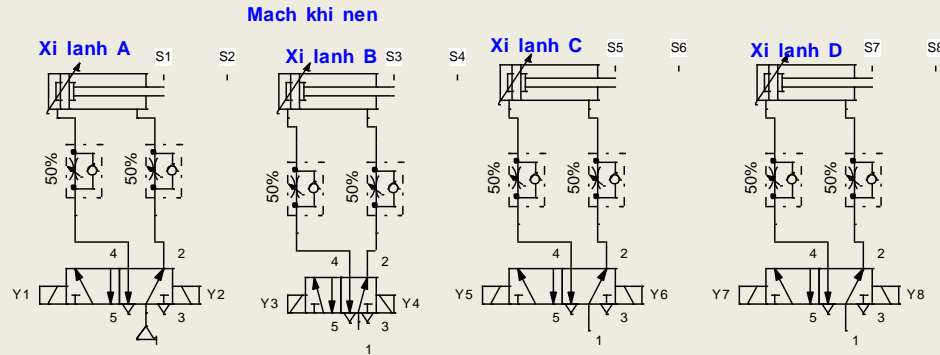 Mach khi nen
Xi lanh A S1 S2
Xi lanh B S3 S4
Xi lanh C S5 S6
Xi lanh D S7 S8
50% 50% 50% 50% 50% 50% 50% 50%
4 2 4 2 4 2 4 2
Y1 Y2 Y3 Y4 Y5 Y6 Y7 Y8
5 3 5 3 5 3 5 3
1 1 1 1